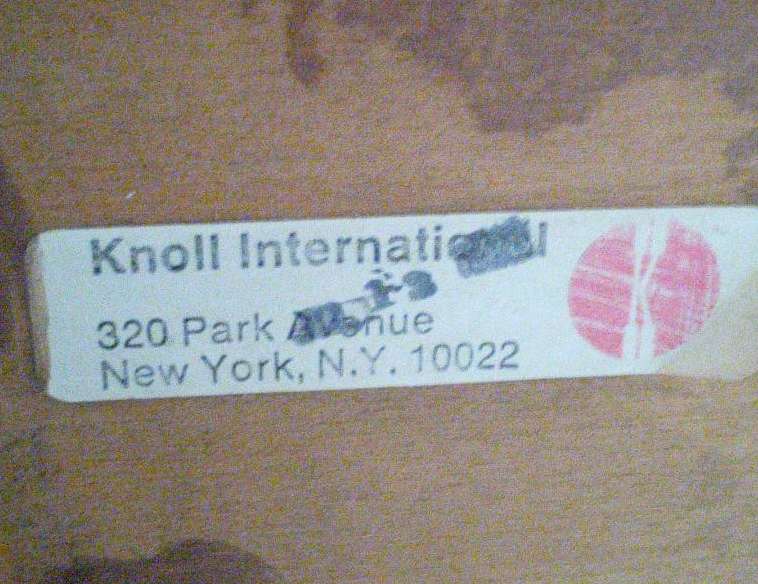 Knoll International
320 Park Avenue
New York, N.Y. 10022